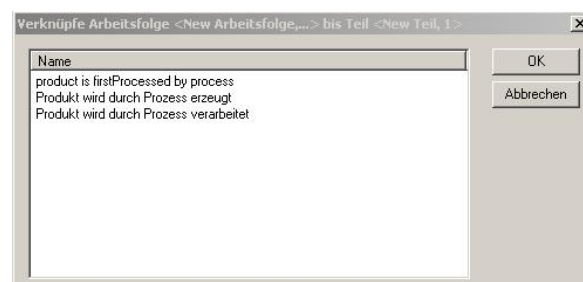 Verknüpfe Arbeitsfolge <New Arbeitsfolge,...> bis Teil <New Teil, 1>
Name
OK
product is firstProcessed by process
Abbrechen
Produkt wird durch Prozess erzeugt
Produkt wird durch Prozess verarbeitet